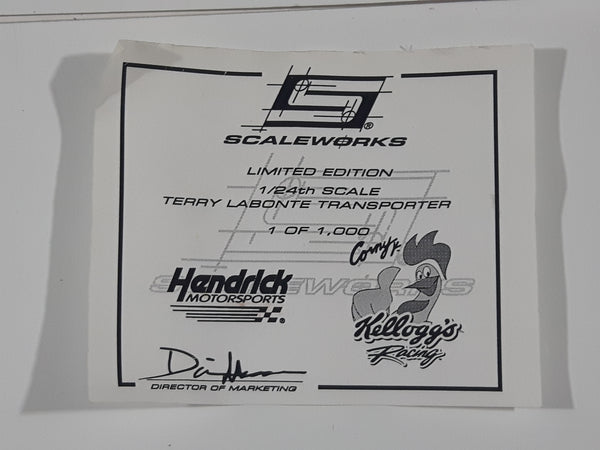 SCALEWORKS
LIMITED EDITION
1/24th SCALE
TERRY LABONTE TRANSPORTER
1 OF 1,000
Corny
Hendrick
MOTORSPORTS
SCALEWORKS
Kellogg's
Racing
DIRECTOR OF MARKETING